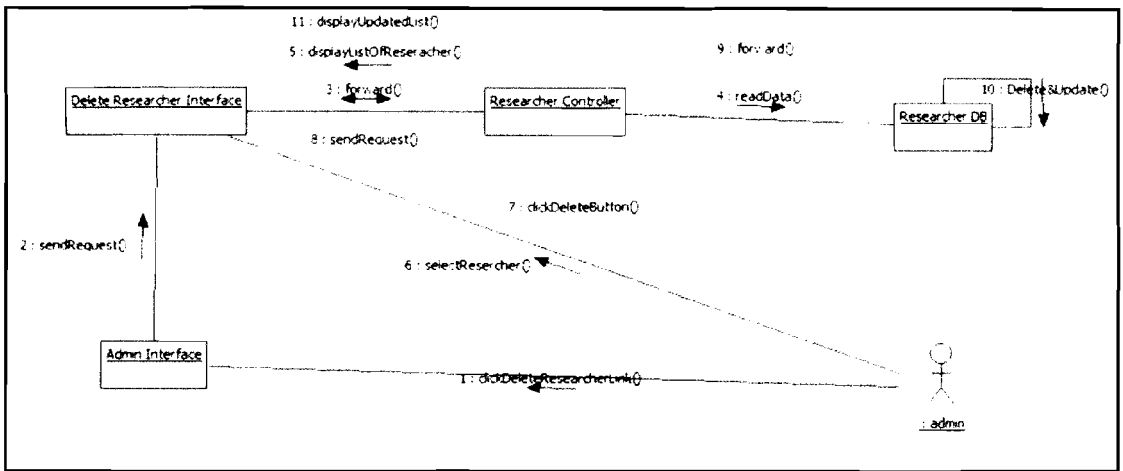 11 : displayUpdatedList()
5 : displayListOfReseracher()
9 : forward()
3 : forward()
10 : Delete&Update()
Delete Researcher Interface
Researcher Controller
4 : readData()
Researcher DB
8 : sendRequest()
7 : clickDeleteButton()
2 : sendRequest()
6 : selectResercher()
Admin Interface
1 : clickDeleteResearcherLink()
: admin